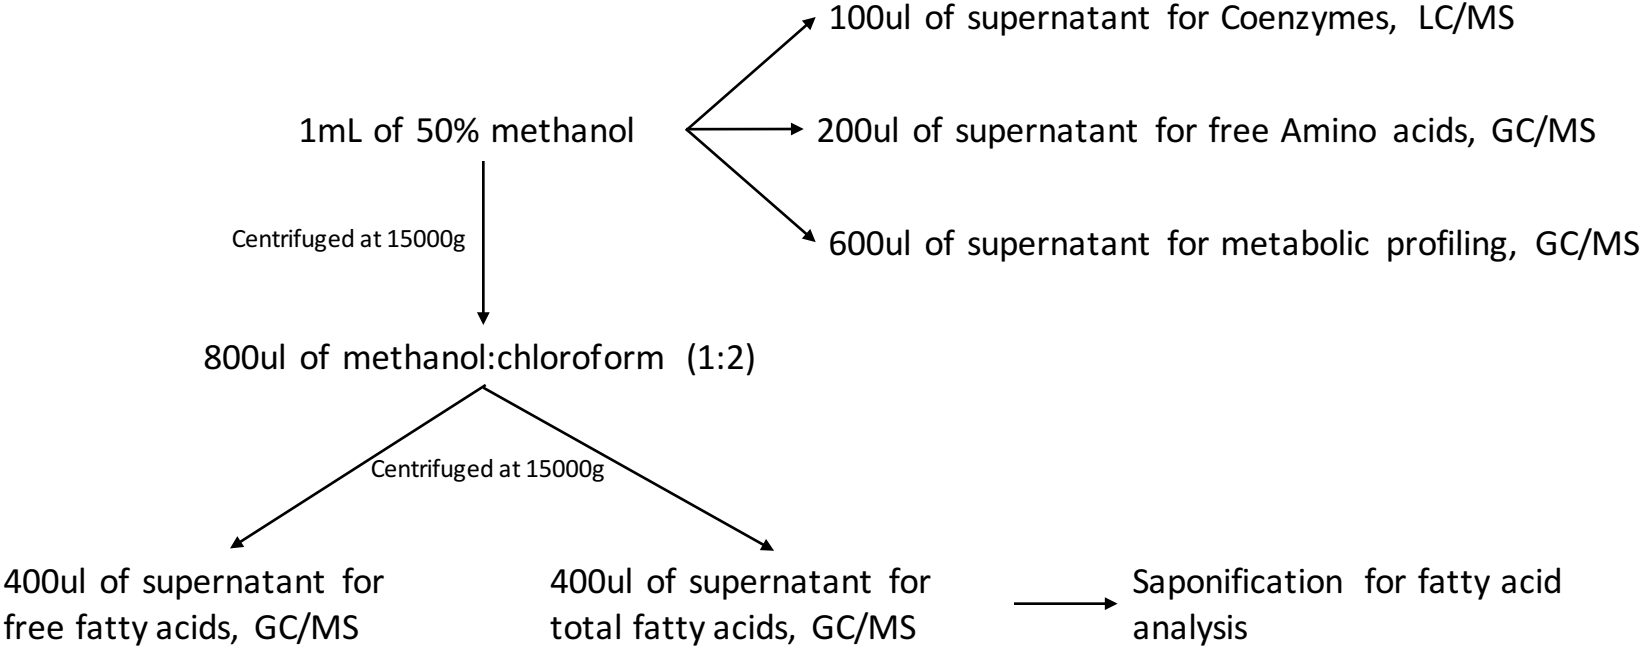 100ul of supernatant for Coenzymes, LC/MS
1mL of 50% methanol
200ul of supernatant for free Amino acids, GC/MS
Centrifuged at 15000g
600ul of supernatant for metabolic profiling, GC/MS
800ul of methanol:chloroform (1:2)
Centrifuged at 15000g
400ul of supernatant for
free fatty acids, GC/MS
400ul of supernatant for
total fatty acids, GC/MS
Saponification for fatty acid
analysis